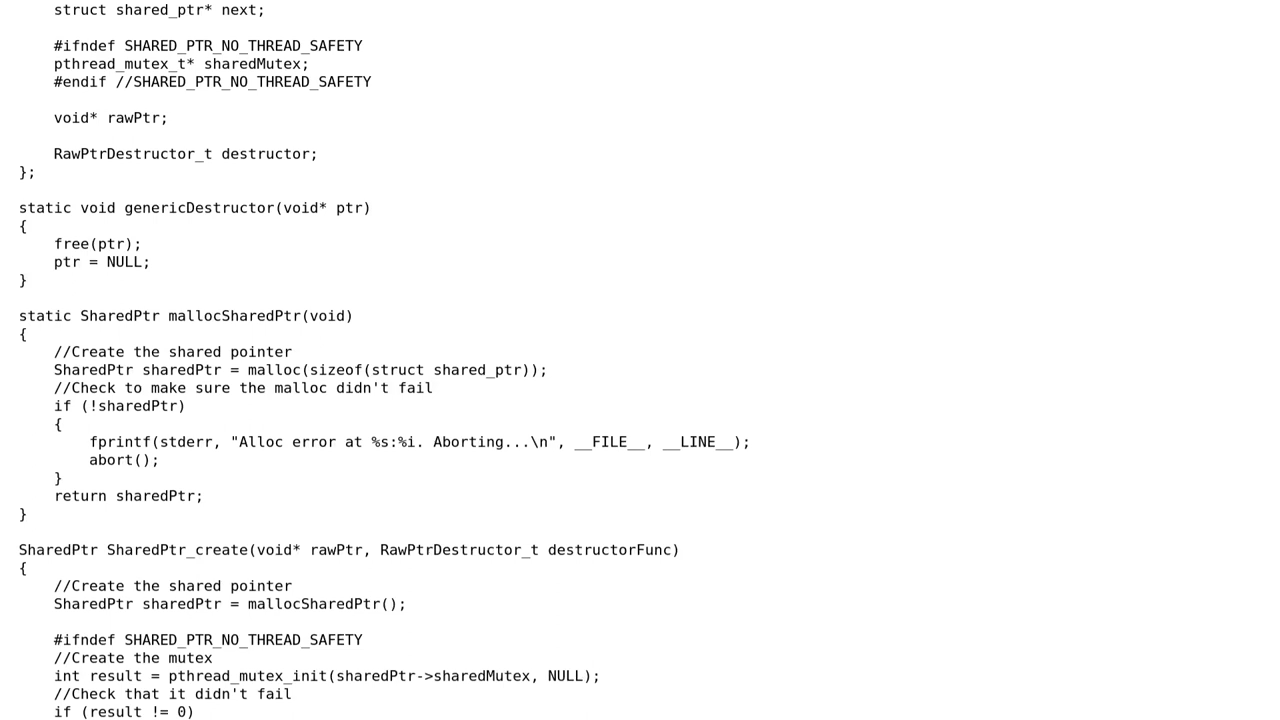 struct shared_ptr* next;
#ifndef SHARED_PTR_NO_THREAD_SAFETY
pthread_mutex_t* sharedMutex;
#endif //SHARED_PTR_NO_THREAD_SAFETY
void* rawPtr;
RawPtrDestructor_t destructor;
};
static void genericDestructor(void* ptr)
{
free(ptr);
ptr = NULL;
}
static SharedPtr mallocSharedPtr(void)
{
//Create the shared pointer
SharedPtr sharedPtr = malloc(sizeof(struct shared_ptr));
//Check to make sure the malloc didn't fail
if (!sharedPtr)
{
fprintf(stderr, "Alloc error at %s:%i. Aborting...\n", __FILE__, __LINE__);
abort();
}
return sharedPtr;
}
SharedPtr SharedPtr_create(void* rawPtr, RawPtrDestructor_t destructorFunc)
{
//Create the shared pointer
SharedPtr sharedPtr = mallocSharedPtr();
#ifndef SHARED_PTR_NO_THREAD_SAFETY
//Create the mutex
int result = pthread_mutex_init(sharedPtr->sharedMutex, NULL);
//Check that it didn't fail
if (result != 0)